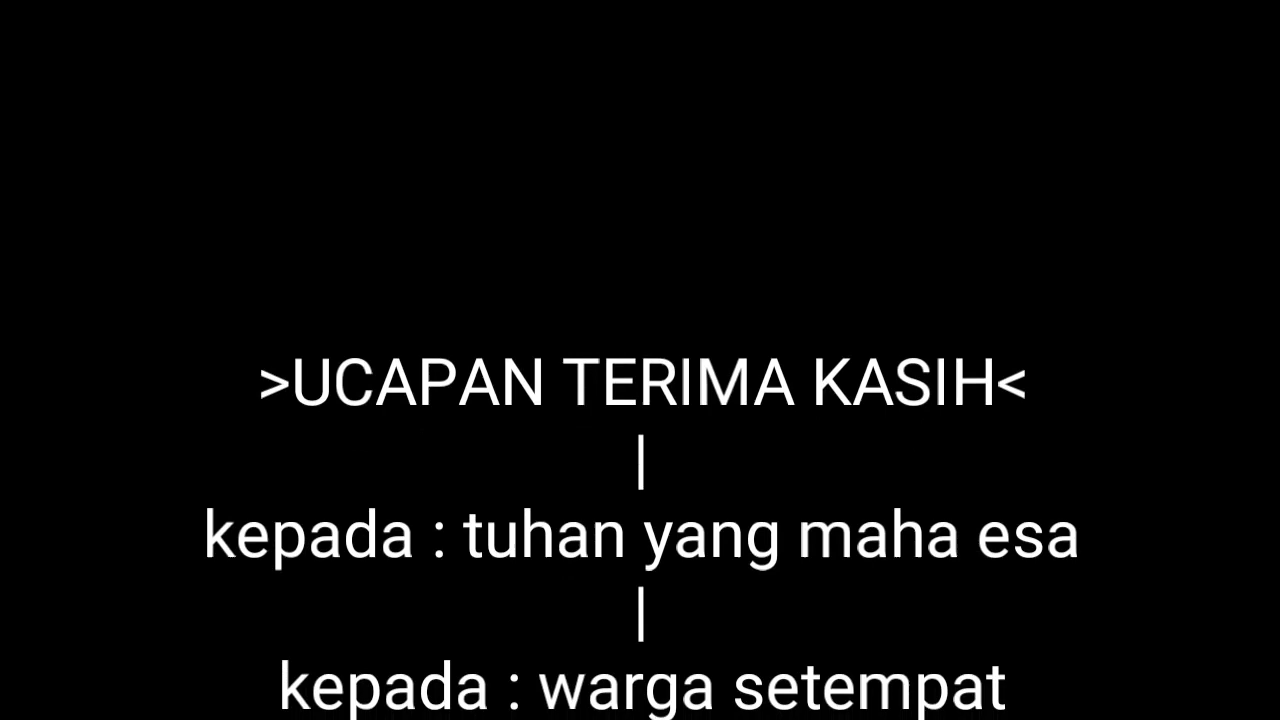 >UCAPAN TERIMA KASIH<
|
kepada : tuhan yang maha esa
|
kepada : warga setempat